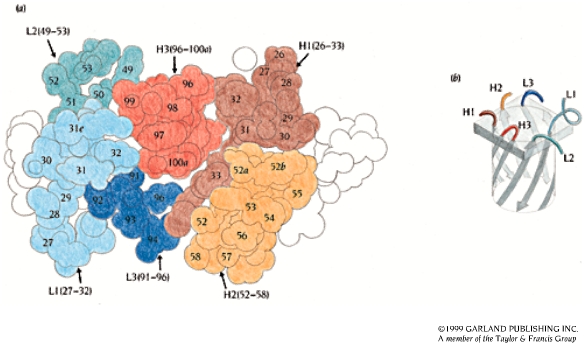 (a)
L2(49–53)
H3(96–100a)
H1(26–33)
26
53
49
27
52
96
28
50
99
32
51
98
29
31c
97
31
30
32
30
100a
52a
52b
91
33
29
92
96
55
28
93
52
53
54
27
94
56
58
57
L1(27–32)
L3(91–96)
H2(52–58)
(b)
H2
L3
L1
H1
H3
L2
©1999 GARLAND PUBLISHING INC.
A member of the Taylor & Francis Group